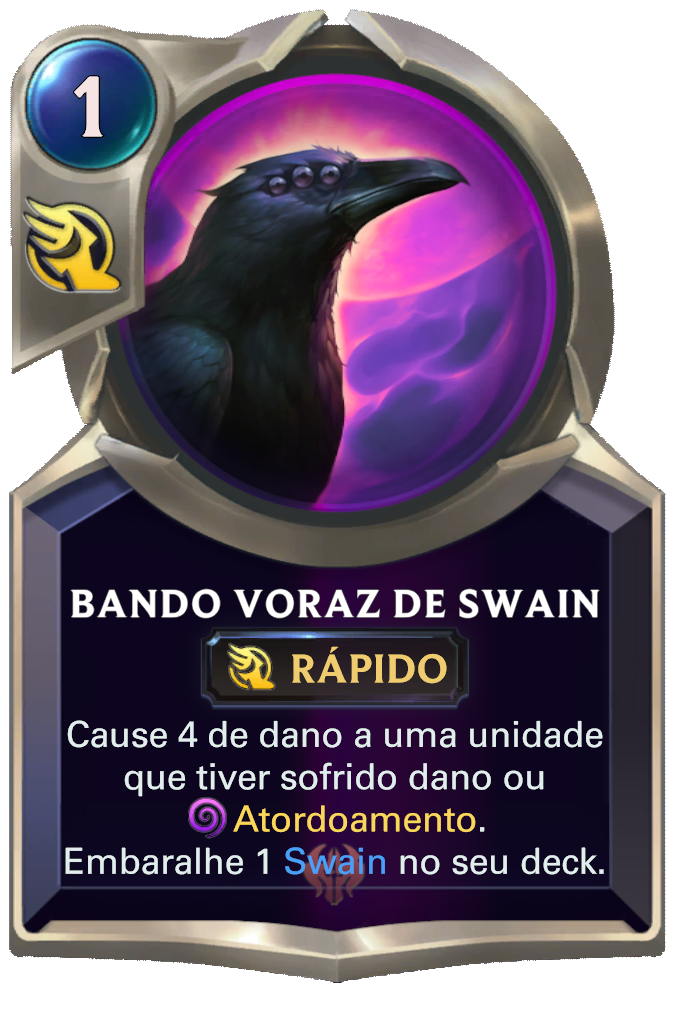 1
BANDO VORAZ DE SWAIN
RÁPIDO
Cause 4 de dano a uma unidade
que tiver sofrido dano ou
Atordoamento.
Embaralhe 1 Swain no seu deck.